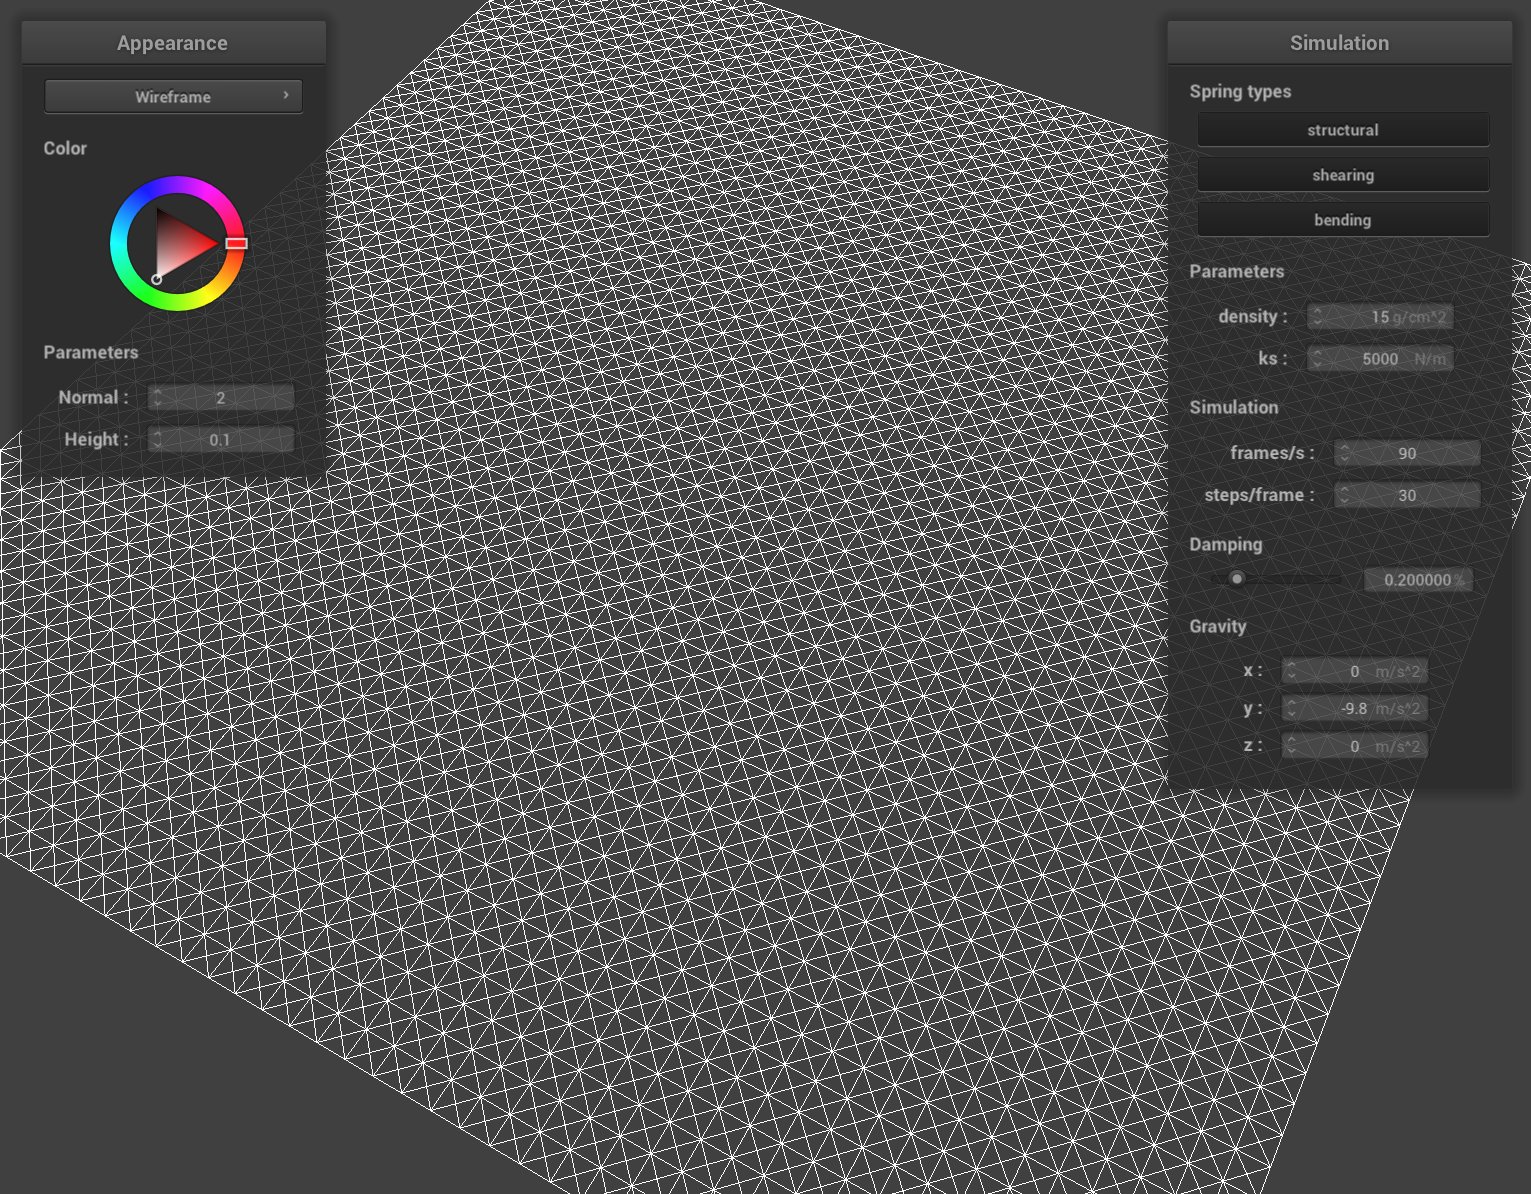 Appearance
Wireframe ›
Color
Parameters
Normal : 2
Height : 0.1
Simulation
Spring types
structural
shearing
bending
Parameters
density : 15 g/cm^2
ks : 5000 N/m
Simulation
frames/s : 90
steps/frame : 30
Damping
0.200000 %
Gravity
x : 0 m/s^2
y : -9.8 m/s^2
z : 0 m/s^2